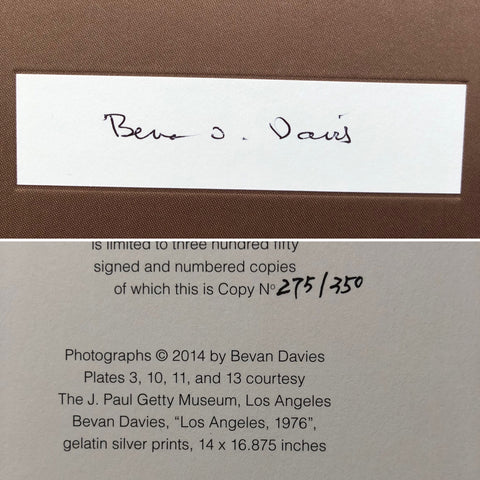 Bevan D. Davies
is limited to three hundred fifty
signed and numbered copies
of which this is Copy Nº 275/350
Photographs © 2014 by Bevan Davies
Plates 3, 10, 11, and 13 courtesy
The J. Paul Getty Museum, Los Angeles
Bevan Davies, “Los Angeles, 1976”,
gelatin silver prints, 14 x 16.875 inches